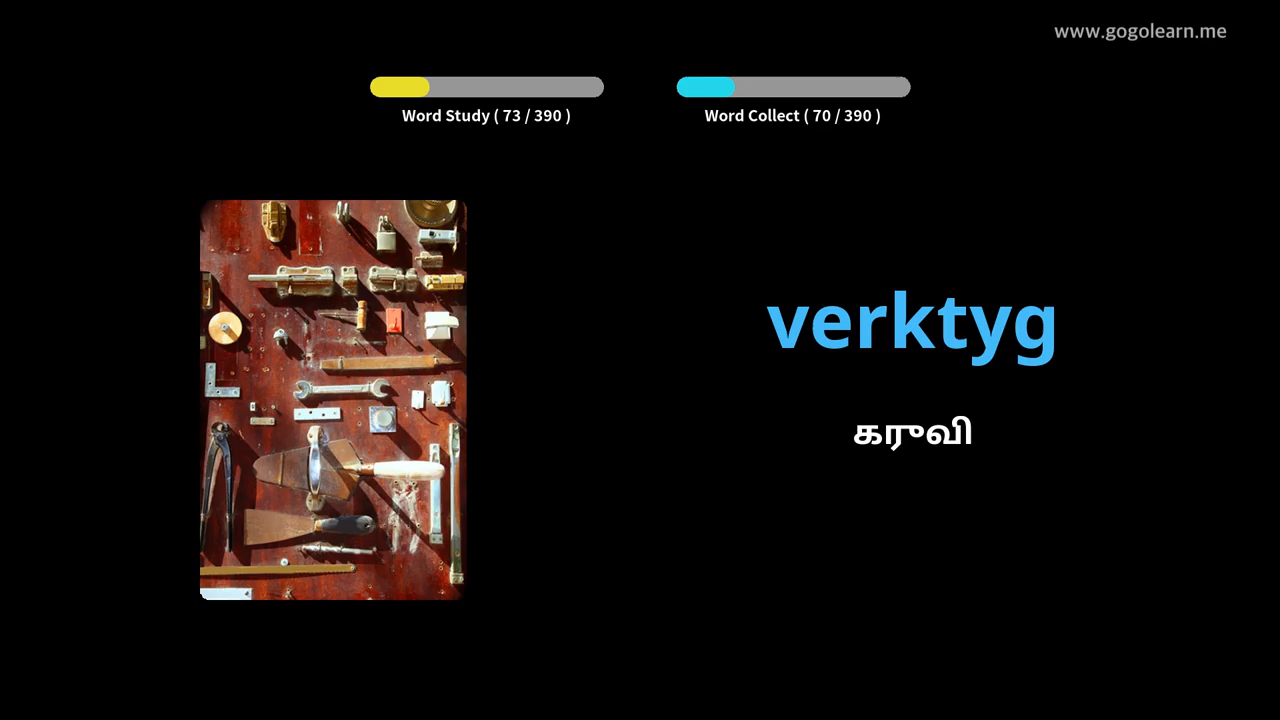 www.gogolearn.me
Word Study ( 73 / 390 )
Word Collect ( 70 / 390 )
verktyg
கருவி